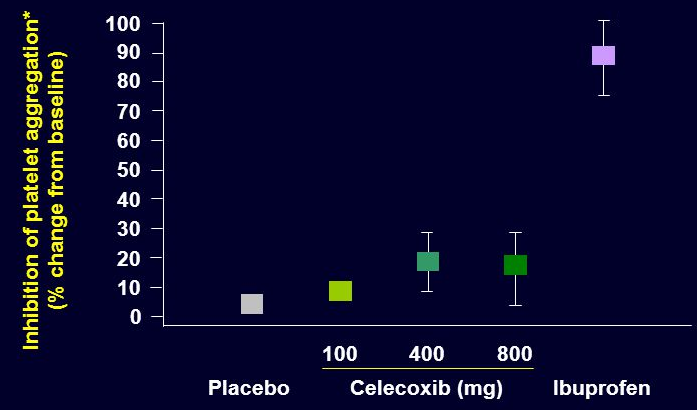 Inhibition of platelet aggregation*
(% change from baseline)
100
90
80
70
60
50
40
30
20
10
0
100 400 800
Placebo Celecoxib (mg) Ibuprofen